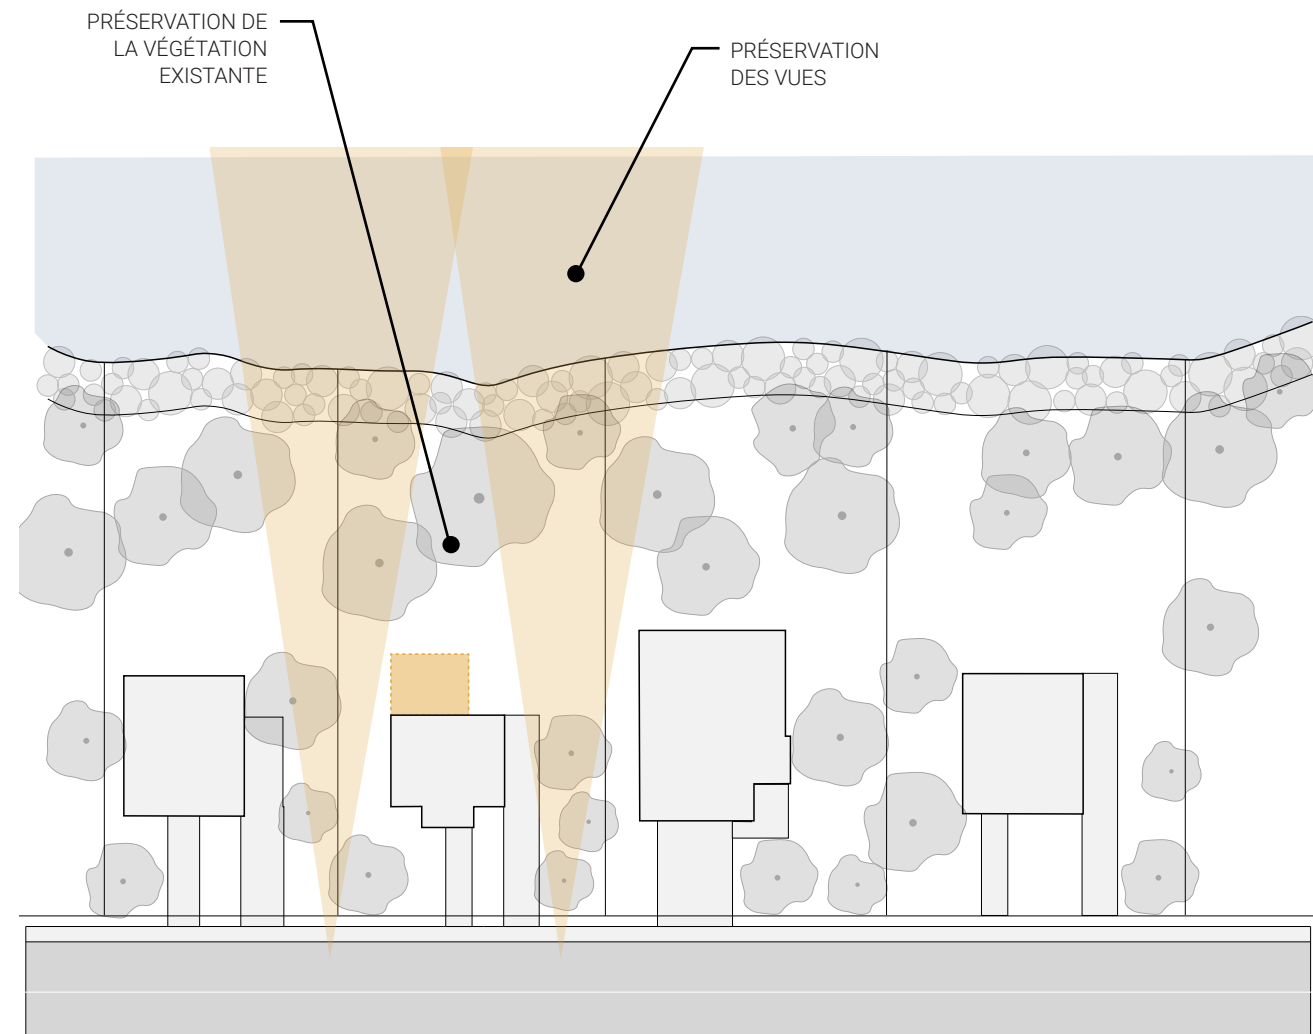 PRÉSERVATION DE
LA VÉGÉTATION
EXISTANTE
PRÉSERVATION
DES VUES